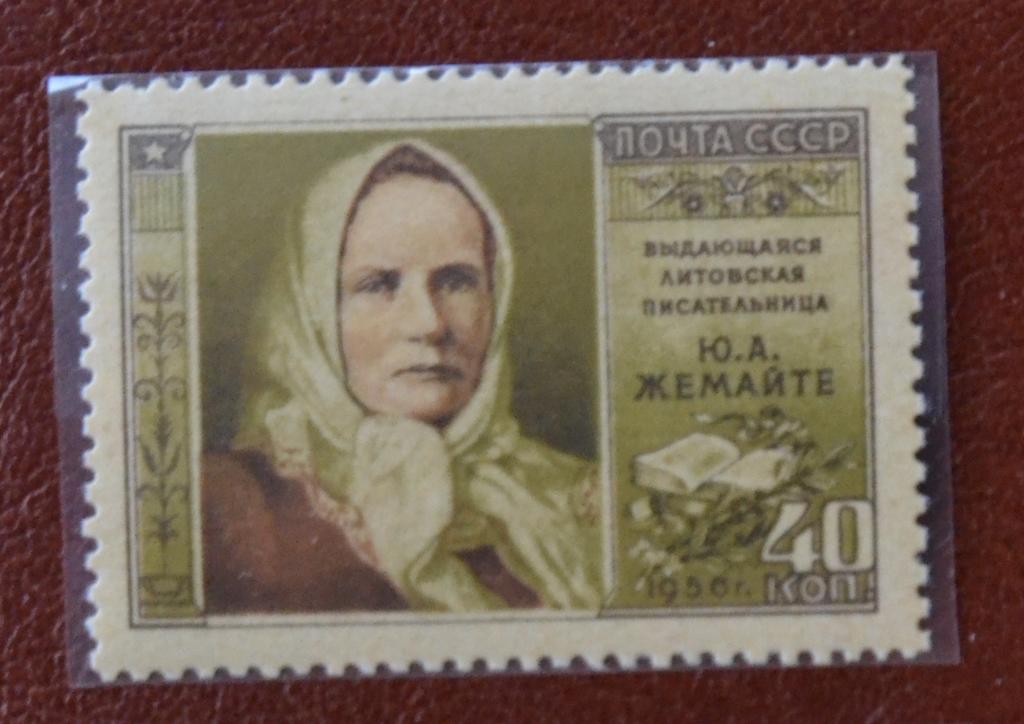 ПОЧТА СССР
ВЫДАЮЩАЯСЯ
ЛИТОВСКАЯ
ПИСАТЕЛЬНИЦА
Ю.А.
ЖЕМАЙТЕ
40
1956г. КОП.